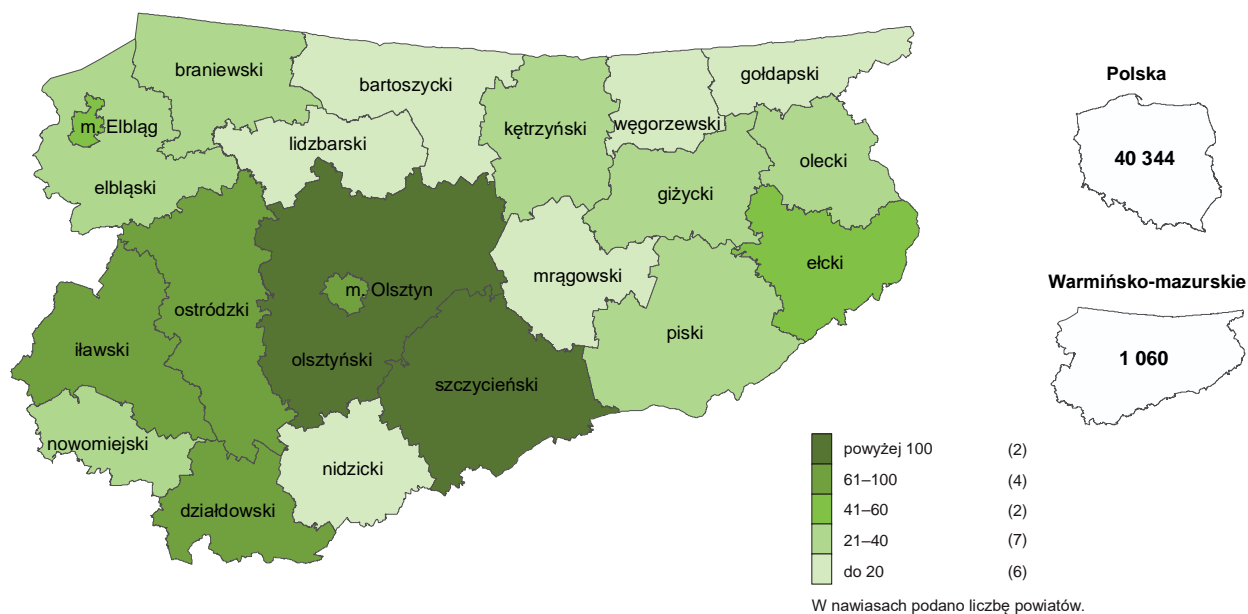 gołdapski
braniewski
bartoszycki
Polska
węgorzewski
m. Elbląg
kętrzyński
lidzbarski
olecki
40 344
elbląski
giżycki
ełcki
mrągowski
Warmińsko-mazurskie
m. Olsztyn
ostródzki
piski
iławski
olsztyński
1 060
szczycieński
nowomiejski
powyżej 100 (2)
nidzicki
61–100 (4)
działdowski
41–60 (2)
21–40 (7)
do 20 (6)
W nawiasach podano liczbę powiatów.